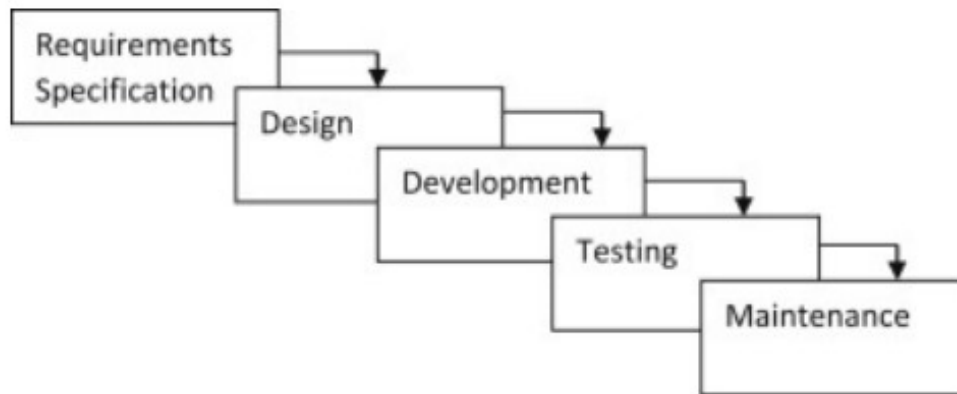 Requirements
Specification
Design
Development
Testing
Maintenance